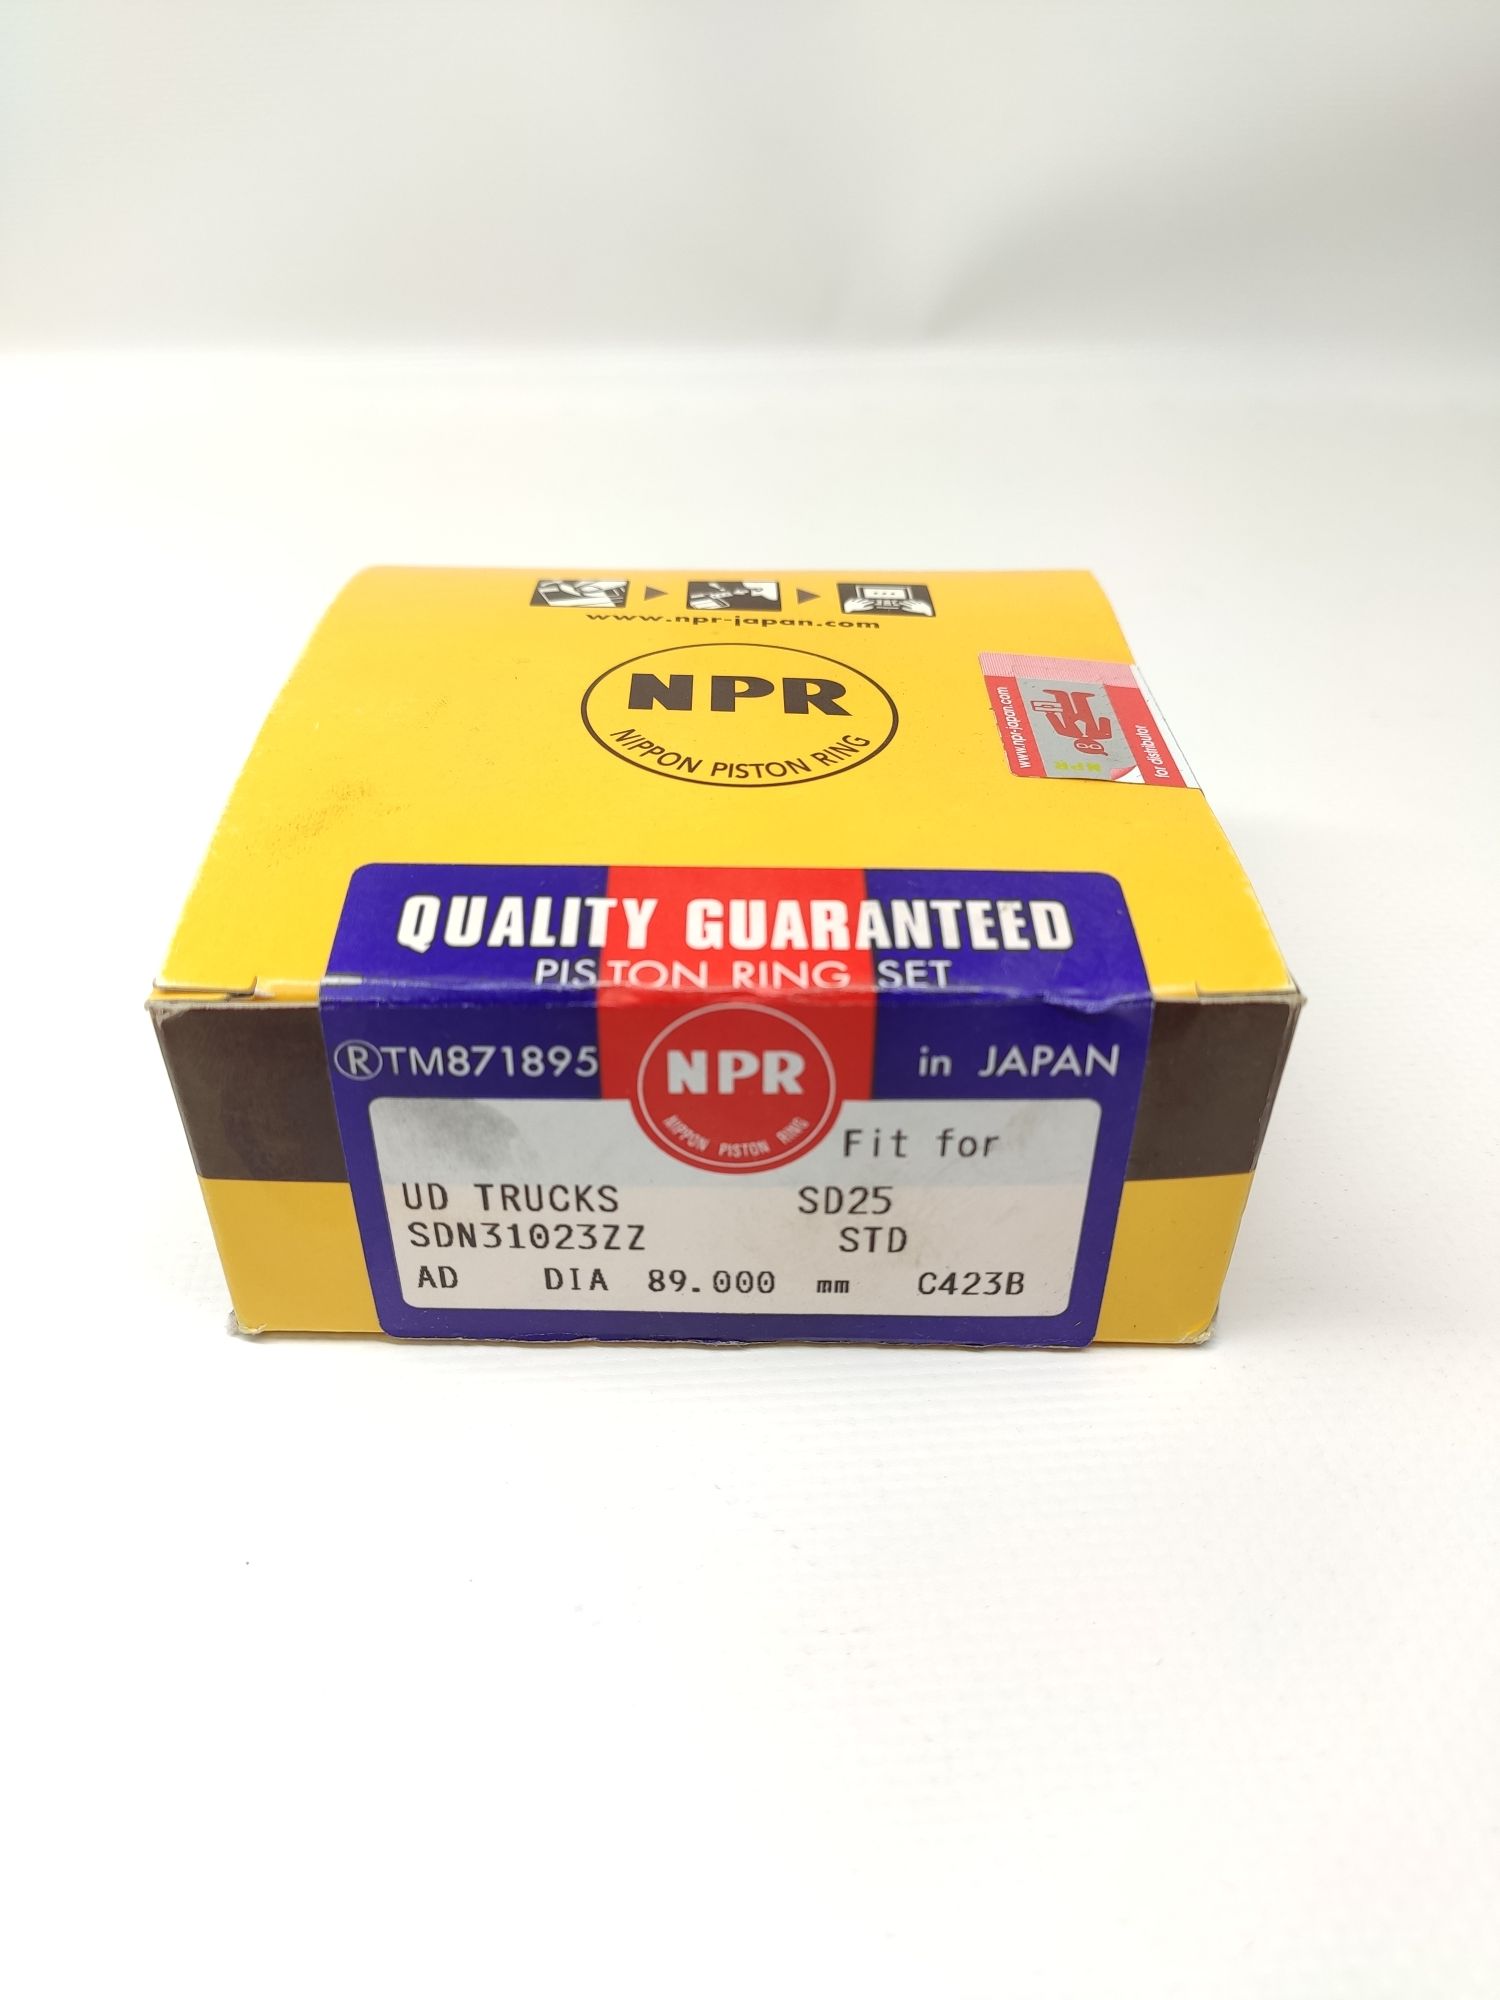 www.npr-japan.com
NPR
NIPPON PISTON RING
www.npr-japan.com
NPR
for distributor
QUALITY GUARANTEED
PISTON RING SET
®TM871895
in JAPAN
NPR
NIPPON PISTON RING
Fit for
UD TRUCKS SD25
SDN31023ZZ STD
AD DIA 89.000 mm C423B